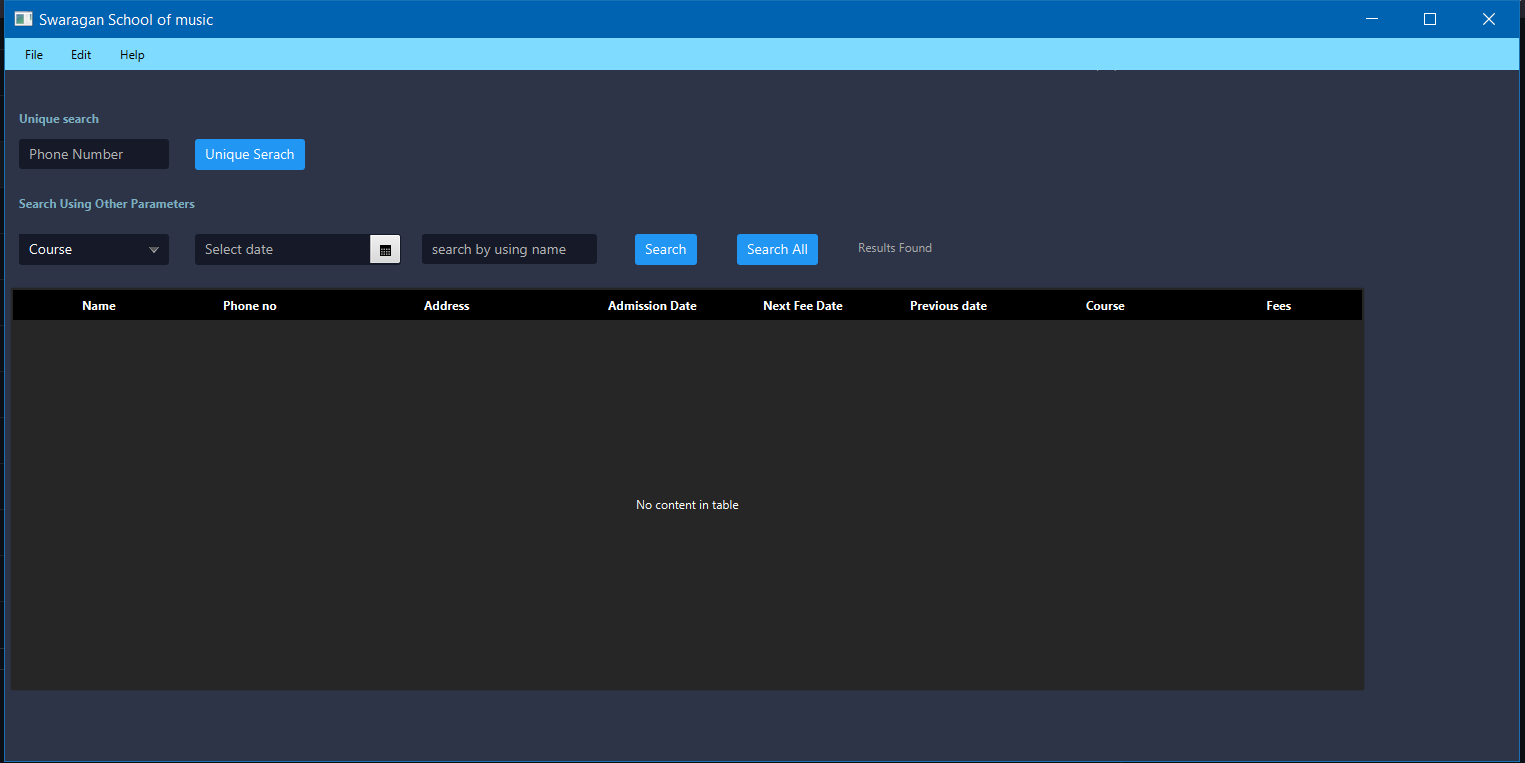 Swaragan School of music
File Edit Help
Unique search
Phone Number Unique Serach
Search Using Other Parameters
Course Select date search by using name Search Search All Results Found
Name Phone no Address Admission Date Next Fee Date Previous date Course Fees
No content in table